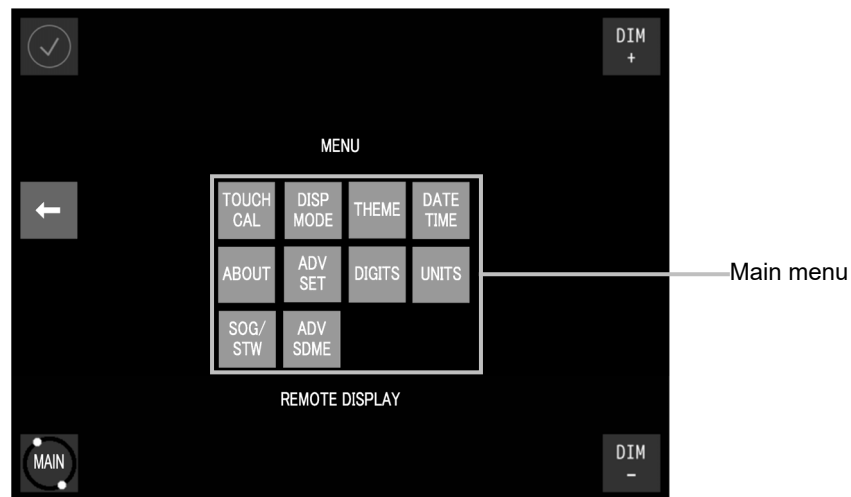 DIM
+
MENU
TOUCH
CAL
DISP
MODE
THEME
DATE
TIME
ABOUT
ADV
SET
DIGITS
UNITS
Main menu
SOG/
STW
ADV
SDME
REMOTE DISPLAY
MAIN
DIM
-